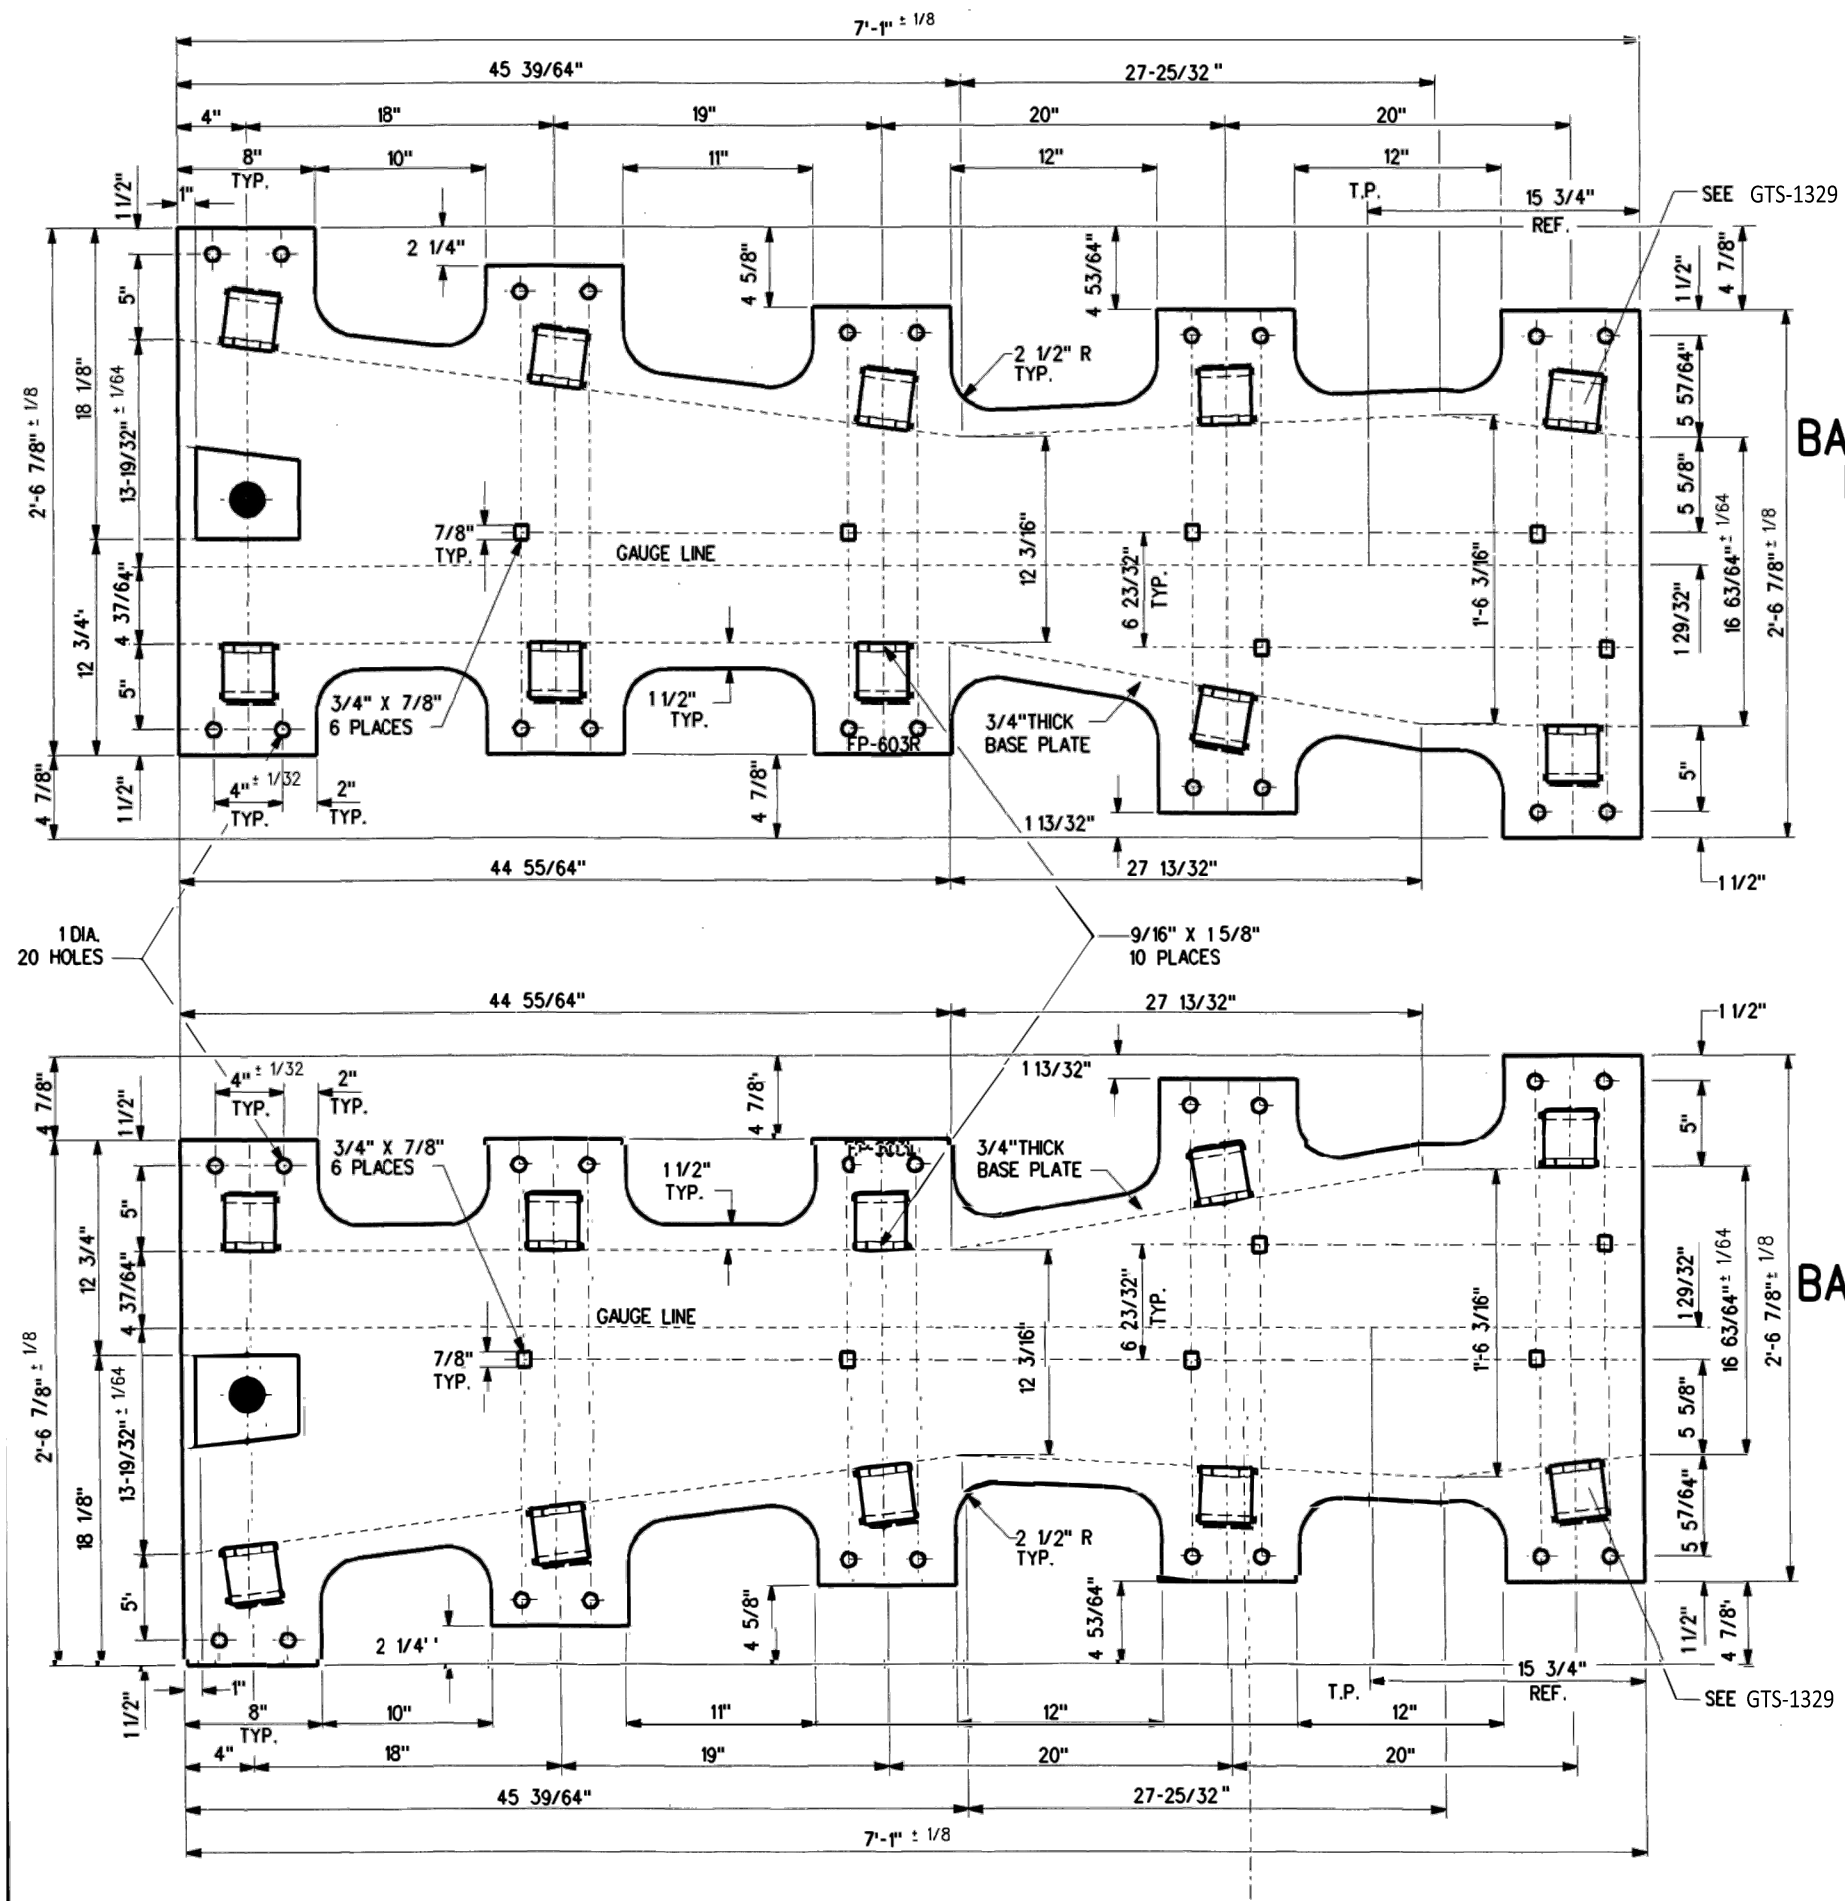 7'-1" ± 1/8
45 39/64"
27-25/32"
4"
18"
19"
20"
20"
8"
TYP.
10"
11"
12"
12"
1 1/2"
1"
T.P.
15 3/4"
REF.
SEE GTS-1329
2 1/4"
4 5/8"
4 53/64"
1 1/2"
4 7/8"
5"
18 1/8"
13-19/32" ± 1/64
2'-6 7/8" ± 1/8
2 1/2" R
TYP.
5 57/64"
BA
7/8"
TYP.
GAUGE LINE
12 3/16"
6 23/32"
TYP.
1'-6 3/16"
5 5/8"
16 63/64" ± 1/64
2'-6 7/8" ± 1/8
1 29/32"
4 37/64"
12 3/4"
5"
3/4" X 7/8"
6 PLACES
1 1/2"
TYP.
FP-603R
3/4"THICK
BASE PLATE
5"
4 7/8"
1 1/2"
4" ± 1/32
TYP.
2"
TYP.
4 7/8"
1 13/32"
1 1/2"
44 55/64"
27 13/32"
1 DIA.
20 HOLES
9/16" X 1 5/8"
10 PLACES
44 55/64"
27 13/32"
1 1/2"
4 7/8"
1 1/2"
4" ± 1/32
TYP.
2"
TYP.
4 7/8"
1 13/32"
3/4" X 7/8"
6 PLACES
1 1/2"
TYP.
3/4"THICK
BASE PLATE
5"
5"
12 3/4"
4 37/64"
GAUGE LINE
7/8"
TYP.
12 3/16"
6 23/32"
TYP.
1'-6 3/16"
1 29/32"
16 63/64" ± 1/64
2'-6 7/8" ± 1/8
BA
5 5/8"
2'-6 7/8" ± 1/8
13-19/32" ± 1/64
18 1/8"
5"
2 1/2" R
TYP.
5 57/64"
2 1/4"
4 5/8"
4 53/64"
1 1/2"
4 7/8"
1 1/2"
1"
T.P.
15 3/4"
REF.
SEE GTS-1329
8"
TYP.
10"
11"
12"
12"
4"
18"
19"
20"
20"
45 39/64"
27-25/32"
7'-1" ± 1/8